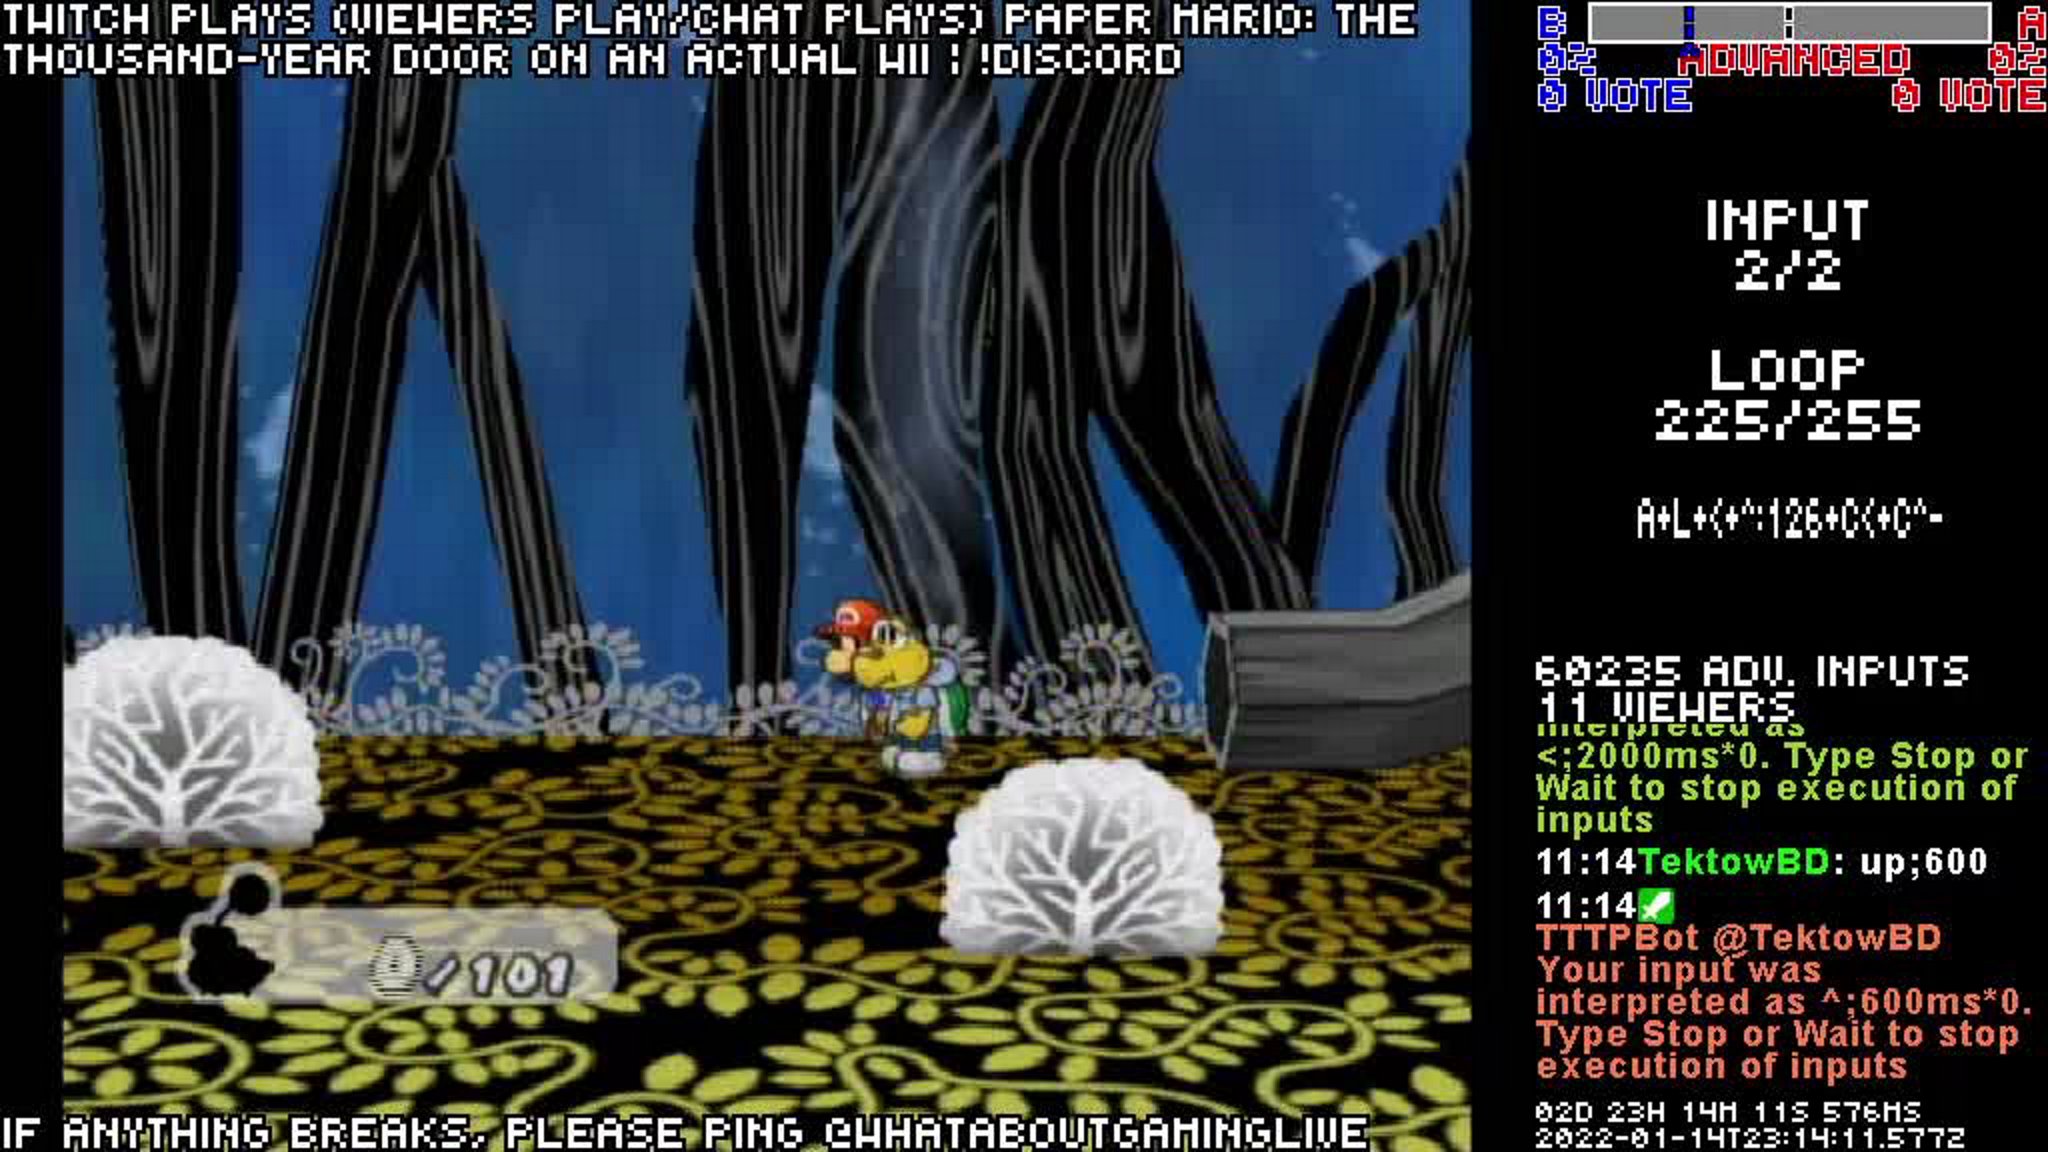 TWITCH PLAYS (VIEWERS PLAY/CHAT PLAYS) PAPER MARIO: THE
THOUSAND-YEAR DOOR ON AN ACTUAL WII ; !DISCORD
B A
0% ADVANCED 0%
0 VOTE 0 VOTE
INPUT
2/2
LOOP
225/255
A+L+<+^:126+C<+C^-
60235 ADV. INPUTS
11 VIEWERS
interpreted as
<;2000ms*0. Type Stop or
Wait to stop execution of
inputs
11:14TektowBD: up;600
11:14
TTTPBot @TektowBD
Your input was
interpreted as ^;600ms*0.
Type Stop or Wait to stop
execution of inputs
/101
02D 23H 14M 11S 576MS
2022-01-14T23:14:11.577Z
IF ANYTHING BREAKS, PLEASE PING @WHATABOUTGAMINGLIVE